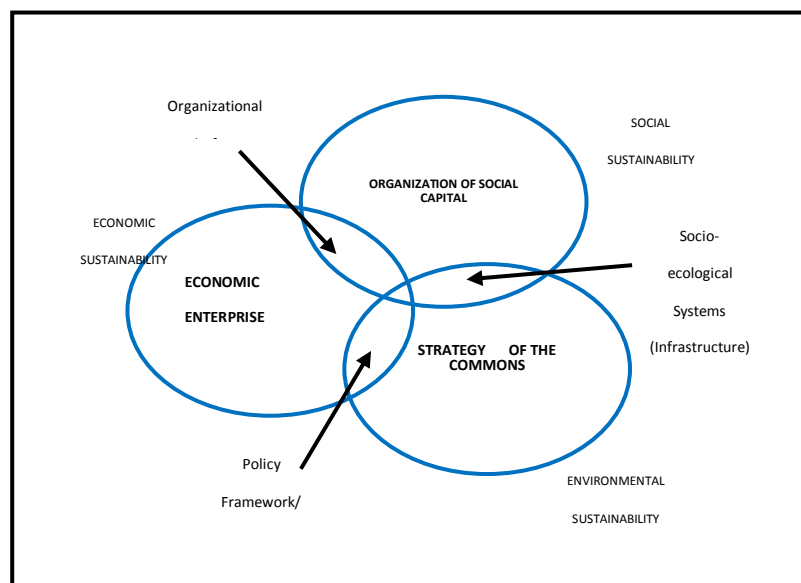 Organizational
SOCIAL
SUSTAINABILITY
ORGANIZATION OF SOCIAL
CAPITAL
ECONOMIC
SUSTAINABILITY
Socio-
ecological
Systems
(Infrastructure)
ECONOMIC
ENTERPRISE
STRATEGY OF THE
COMMONS
Policy
Framework/
ENVIRONMENTAL
SUSTAINABILITY